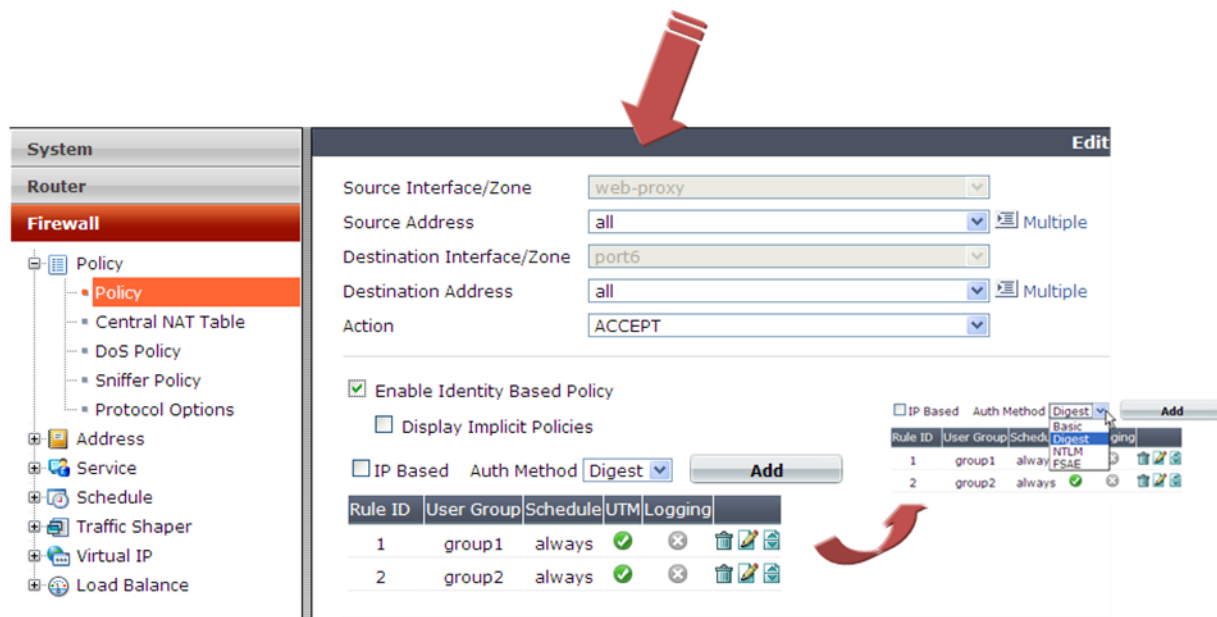 System
Router
Firewall
Policy
Policy
Central NAT Table
DoS Policy
Sniffer Policy
Protocol Options
Address
Service
Schedule
Traffic Shaper
Virtual IP
Load Balance
Edit
Source Interface/Zone web-proxy
Source Address all Multiple
Destination Interface/Zone port6
Destination Address all Multiple
Action ACCEPT
Enable Identity Based Policy
Display Implicit Policies
IP Based Auth Method Digest Add
Rule ID User Group Schedule UTM Logging
1 group1 always
2 group2 always
IP Based Auth Method Digest Add
Basic
Digest
NTLM
FSAE
Rule ID User Group Schedu ging
1 group1 alway
2 group2 always